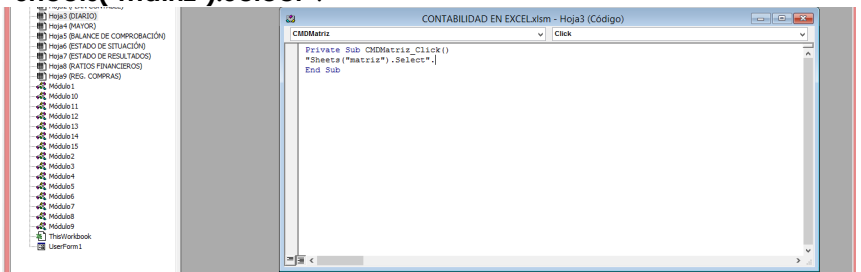 Hoja3 (DIARIO)
Hoja4 (MAYOR)
Hoja5 (BALANCE DE COMPROBACIÓN)
Hoja6 (ESTADO DE SITUACIÓN)
Hoja7 (ESTADO DE RESULTADOS)
Hoja8 (RATIOS FINANCIEROS)
Hoja9 (REG. COMPRAS)
Módulo1
Módulo10
Módulo11
Módulo12
Módulo13
Módulo14
Módulo15
Módulo2
Módulo3
Módulo4
Módulo5
Módulo6
Módulo7
Módulo8
Módulo9
ThisWorkbook
UserForm1
CONTABILIDAD EN EXCEL.xlsm - Hoja3 (Código)
CMDMatriz
Click
Private Sub CMDMatriz_Click()
"Sheets("matriz").Select".
End Sub